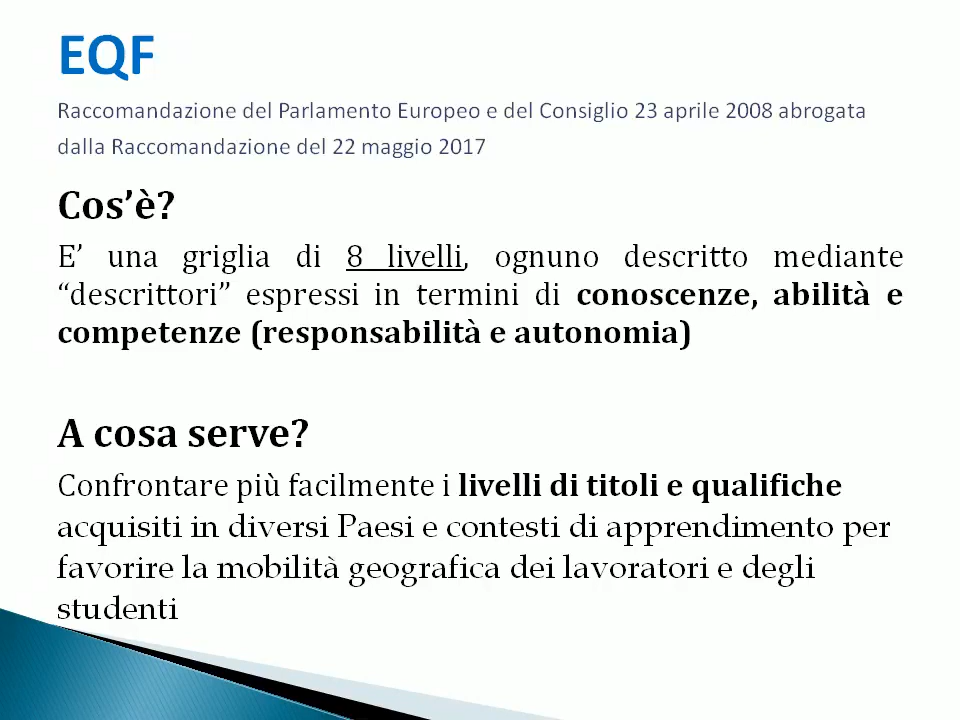 EQF
Raccomandazione del Parlamento Europeo e del Consiglio 23 aprile 2008 abrogata
dalla Raccomandazione del 22 maggio 2017
Cos’è?
E’ una griglia di 8 livelli, ognuno descritto mediante
“descrittori” espressi in termini di conoscenze, abilità e
competenze (responsabilità e autonomia)
A cosa serve?
Confrontare più facilmente i livelli di titoli e qualifiche
acquisiti in diversi Paesi e contesti di apprendimento per
favorire la mobilità geografica dei lavoratori e degli
studenti